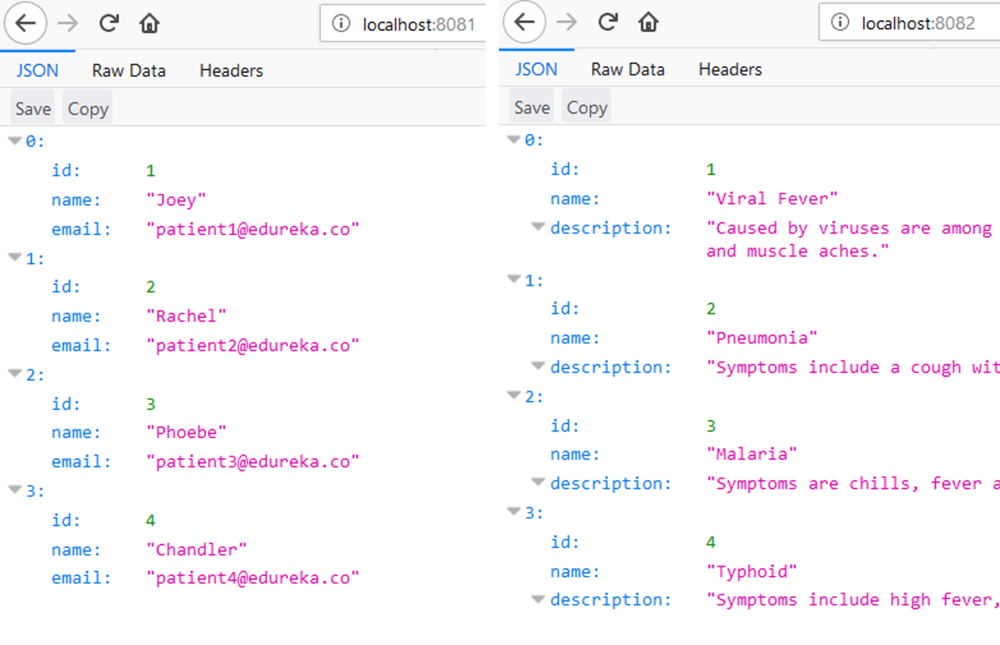 localhost:8081
JSON Raw Data Headers
Save Copy
0:
id: 1
name: "Joey"
email: "patient1@edureka.co"
1:
id: 2
name: "Rachel"
email: "patient2@edureka.co"
2:
id: 3
name: "Phoebe"
email: "patient3@edureka.co"
3:
id: 4
name: "Chandler"
email: "patient4@edureka.co"
localhost:8082
JSON Raw Data Headers
Save Copy
0:
id: 1
name: "Viral Fever"
description: "Caused by viruses are among
and muscle aches."
1:
id: 2
name: "Pneumonia"
description: "Symptoms include a cough
2:
id: 3
name: "Malaria"
description: "Symptoms are chills, fever
3:
id: 4
name: "Typhoid"
description: "Symptoms include high fever,